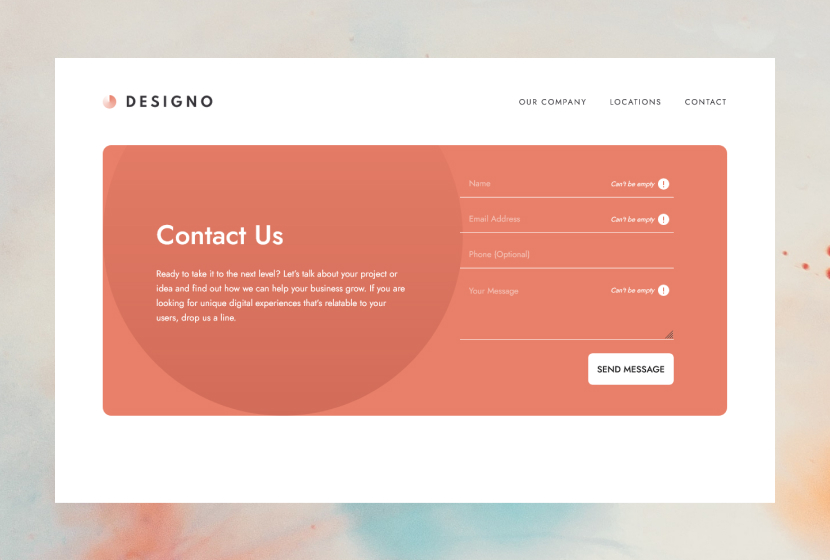 DESIGNO
OUR COMPANY LOCATIONS CONTACT
Contact Us
Ready to take it to the next level? Let's talk about your project or
idea and find out how we can help your business grow. If you are
looking for unique digital experiences that's relatable to your
users, drop us a line.
Name Can't be empty !
Email Address Can't be empty !
Phone (Optional)
Your Message Can't be empty !
SEND MESSAGE